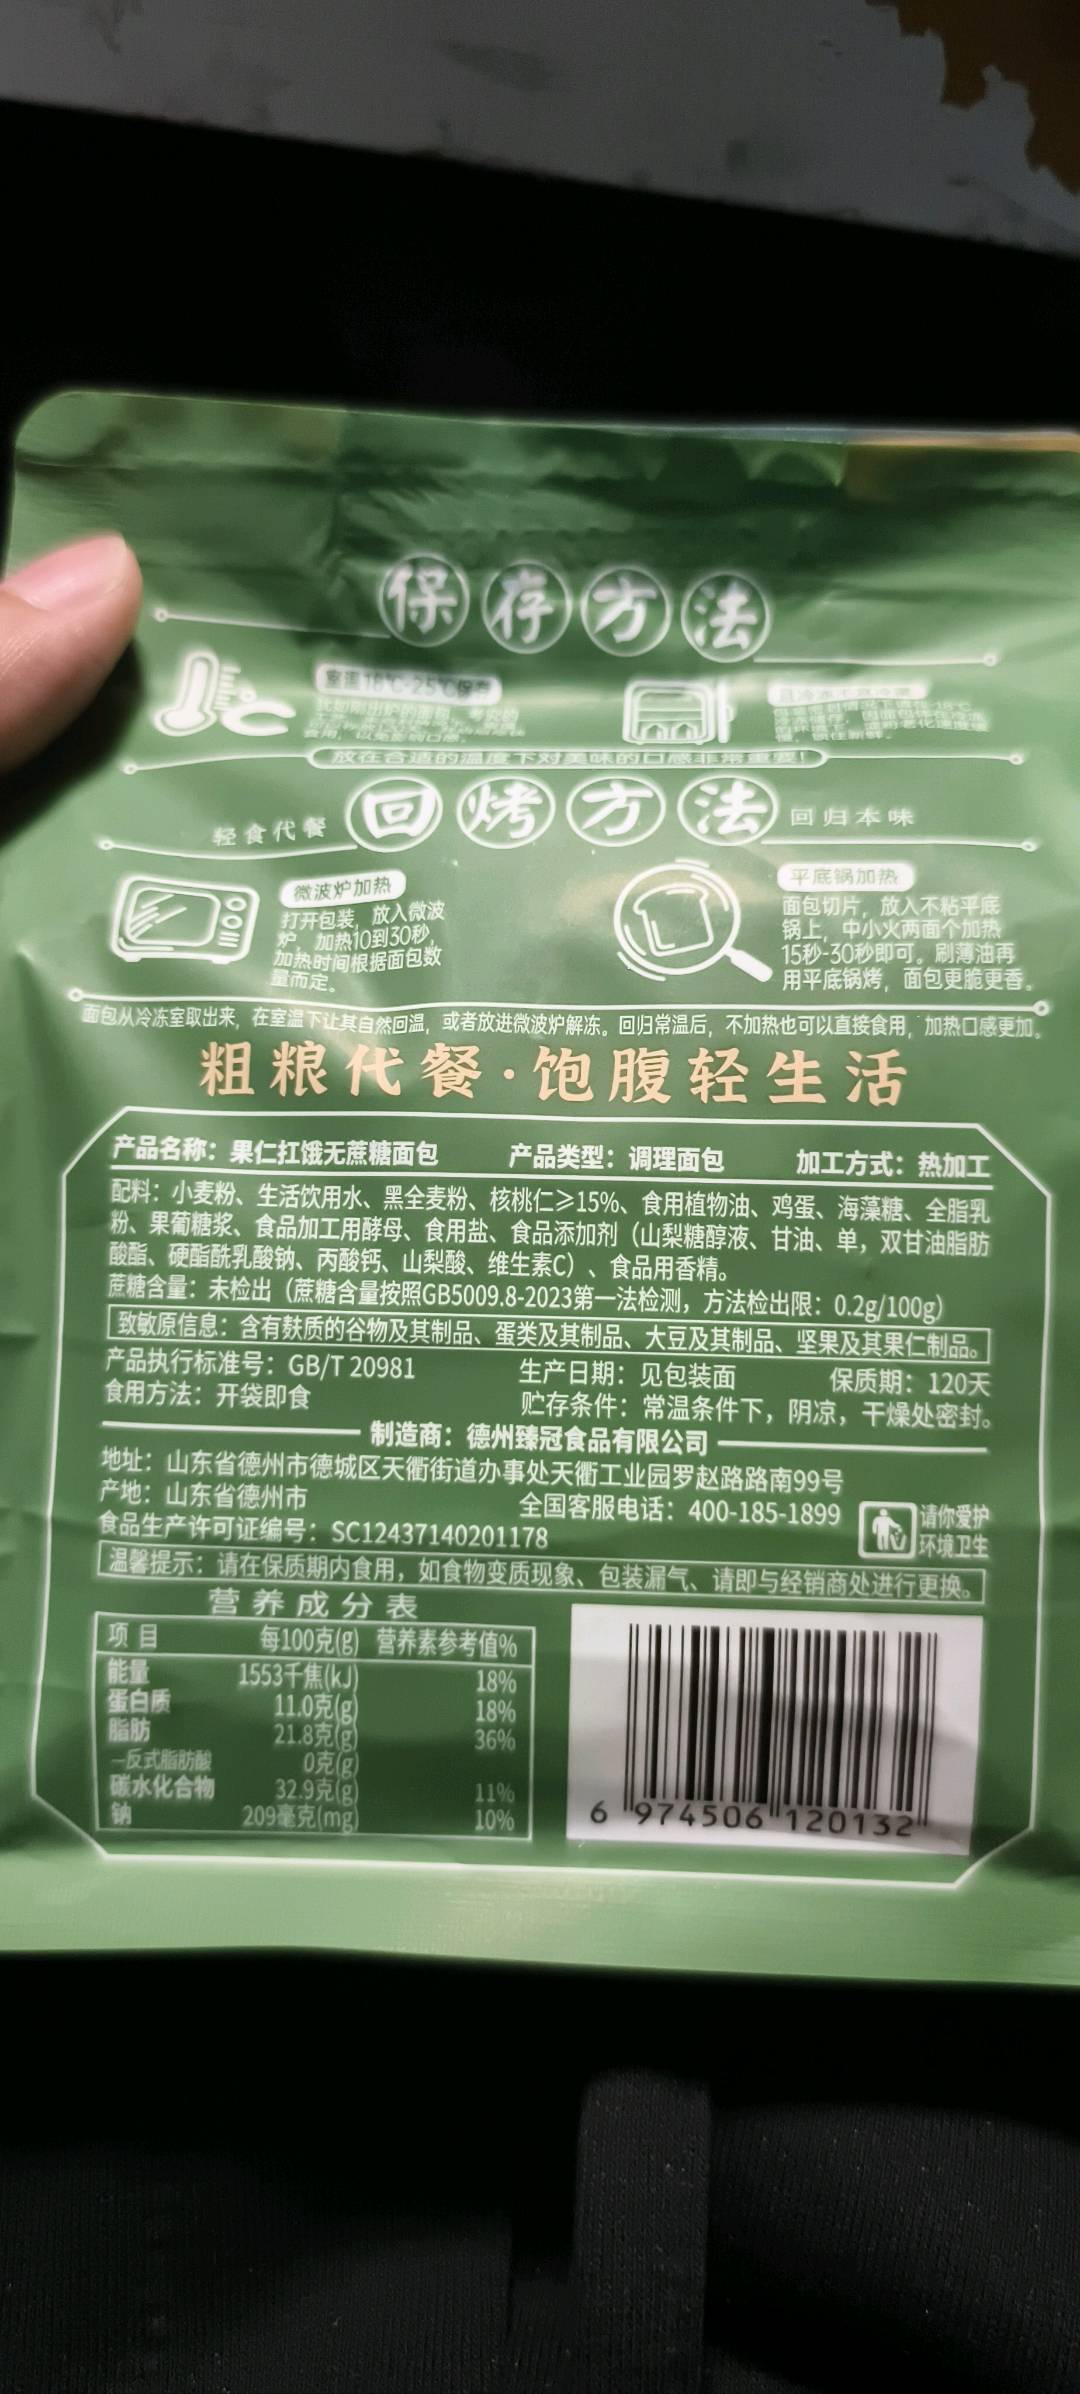 保存方法
室温18℃-25℃保存
放在合适的温度下对美味的口感非常重要!
轻食代餐 回烤方法 回归本味
微波炉加热
打开包装，放入微波
炉，加热10到30秒，
加热时间根据面包数
量而定。
平底锅加热
面包切片，放入不粘平底
锅上，中小火两面个加热
15秒-30秒即可。刷薄油再
用平底锅烤，面包更脆更香。
面包从冷冻室取出来，在室温下让其自然回温，或者放进微波炉解冻。回归常温后，不加热也可以直接食用，加热口感更加。
粗粮代餐·饱腹轻生活
产品名称：果仁扛饿无蔗糖面包 产品类型：调理面包 加工方式：热加工
配料：小麦粉、生活饮用水、黑全麦粉、核桃仁≥15%、食用植物油、鸡蛋、海藻糖、全脂乳
粉、果葡糖浆、食品加工用酵母、食用盐、食品添加剂（山梨糖醇液、甘油、单，双甘油脂肪
酸酯、硬酯酰乳酸钠、丙酸钙、山梨酸、维生素C）、食品用香精。
蔗糖含量：未检出（蔗糖含量按照GB5009.8-2023第一法检测，方法检出限：0.2g/100g）
致敏原信息：含有麸质的谷物及其制品、蛋类及其制品、大豆及其制品、坚果及其果仁制品。
产品执行标准号：GB/T 20981 生产日期：见包装面 保质期：120天
食用方法：开袋即食 贮存条件：常温条件下，阴凉，干燥处密封。
制造商：德州臻冠食品有限公司
地址：山东省德州市德城区天衢街道办事处天衢工业园罗赵路路南99号
产地：山东省德州市 全国客服电话：400-185-1899
食品生产许可证编号：SC12437140201178
请你爱护
环境卫生
温馨提示：请在保质期内食用，如食物变质现象、包装漏气、请即与经销商处进行更换。
营养成分表
项目 每100克(g) 营养素参考值%
能量 1553千焦(kJ) 18%
蛋白质 11.0克(g) 18%
脂肪 21.8克(g) 36%
—反式脂肪酸 0克(g)
碳水化合物 32.9克(g) 11%
钠 209毫克(mg) 10%
6 974506 120132